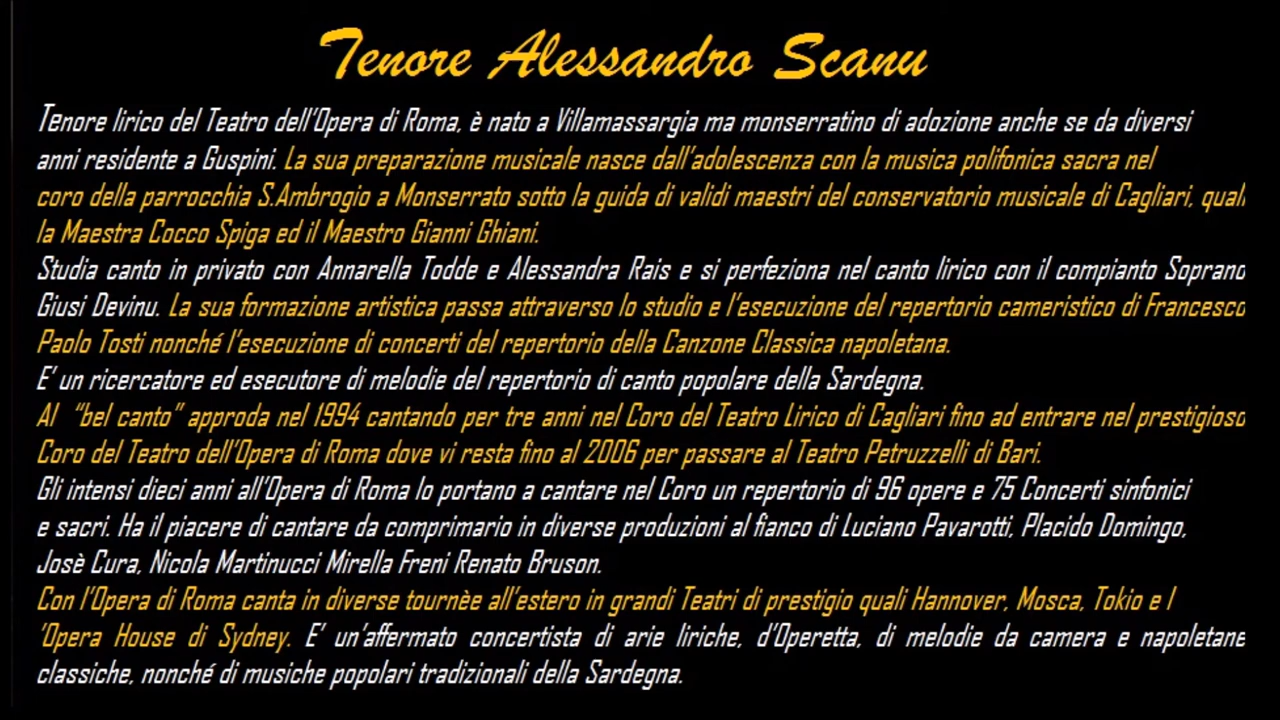 Tenore Alessandro Scanu
Tenore lirico del Teatro dell'Opera di Roma, è nato a Villamassargia ma monserratino di adozione anche se da diversi
anni residente a Guspini. La sua preparazione musicale nasce dall'adolescenza con la musica polifonica sacra nel
coro della parrocchia S.Ambrogio a Monserrato sotto la guida di validi maestri del conservatorio musicale di Cagliari, quali
la Maestra Cocco Spiga ed il Maestro Gianni Ghiani.
Studia canto in privato con Annarella Todde e Alessandra Rais e si perfeziona nel canto lirico con il compianto Soprano
Giusi Devinu. La sua formazione artistica passa attraverso lo studio e l'esecuzione del repertorio cameristico di Francesco
Paolo Tosti nonché l'esecuzione di concerti del repertorio della Canzone Classica napoletana.
E' un ricercatore ed esecutore di melodie del repertorio di canto popolare della Sardegna.
Al "bel canto" approda nel 1994 cantando per tre anni nel Coro del Teatro Lirico di Cagliari fino ad entrare nel prestigioso
Coro del Teatro dell'Opera di Roma dove vi resta fino al 2006 per passare al Teatro Petruzzelli di Bari.
Gli intensi dieci anni all'Opera di Roma lo portano a cantare nel Coro un repertorio di 96 opere e 75 Concerti sinfonici
e sacri. Ha il piacere di cantare da comprimario in diverse produzioni al fianco di Luciano Pavarotti, Placido Domingo,
Josè Cura, Nicola Martinucci Mirella Freni Renato Bruson.
Con l'Opera di Roma canta in diverse tournèe all'estero in grandi Teatri di prestigio quali Hannover, Mosca, Tokio e l
'Opera House di Sydney. E' un'affermato concertista di arie liriche, d'Operetta, di melodie da camera e napoletane
classiche, nonché di musiche popolari tradizionali della Sardegna.